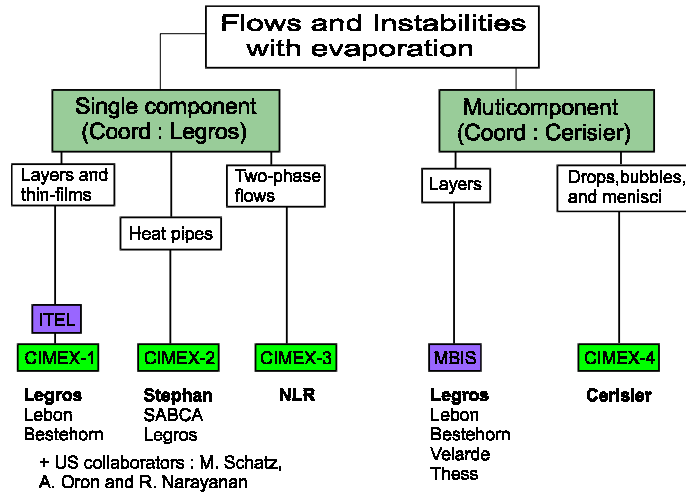 Flows and Instabilities
with evaporation
Single component
(Coord : Legros)
Muticomponent
(Coord : Cerisier)
Layers and
thin-films
Two-phase
flows
Layers
Drops,bubbles,
and menisci
Heat pipes
ITEL
CIMEX-1
CIMEX-2
CIMEX-3
MBIS
CIMEX-4
Legros
Lebon
Bestehorn
Stephan
SABCA
Legros
NLR
Legros
Lebon
Bestehorn
Velarde
Thess
Cerisier
+ US collaborators : M. Schatz,
A. Oron and R. Narayanan